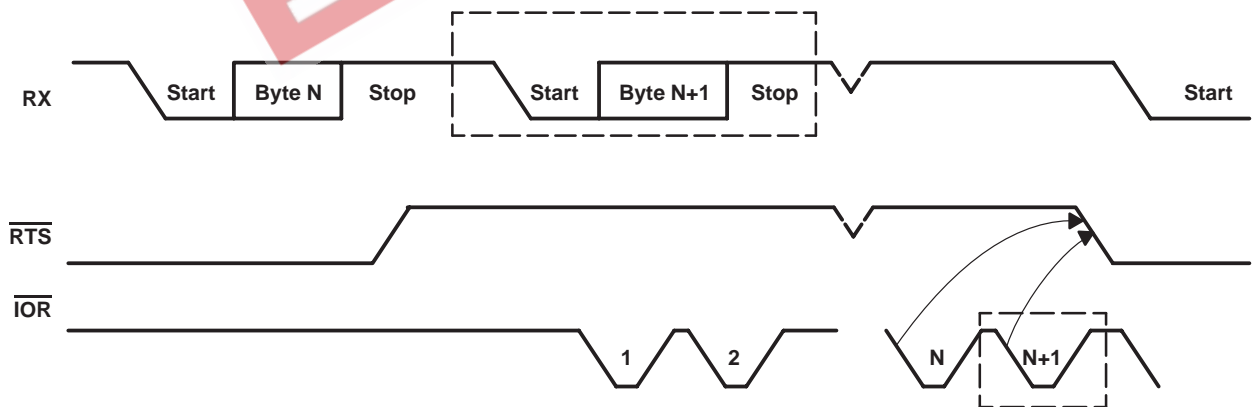 RX Start Byte N Stop Start Byte N+1 Stop Start
RTS
IOR
1 2 N N+1